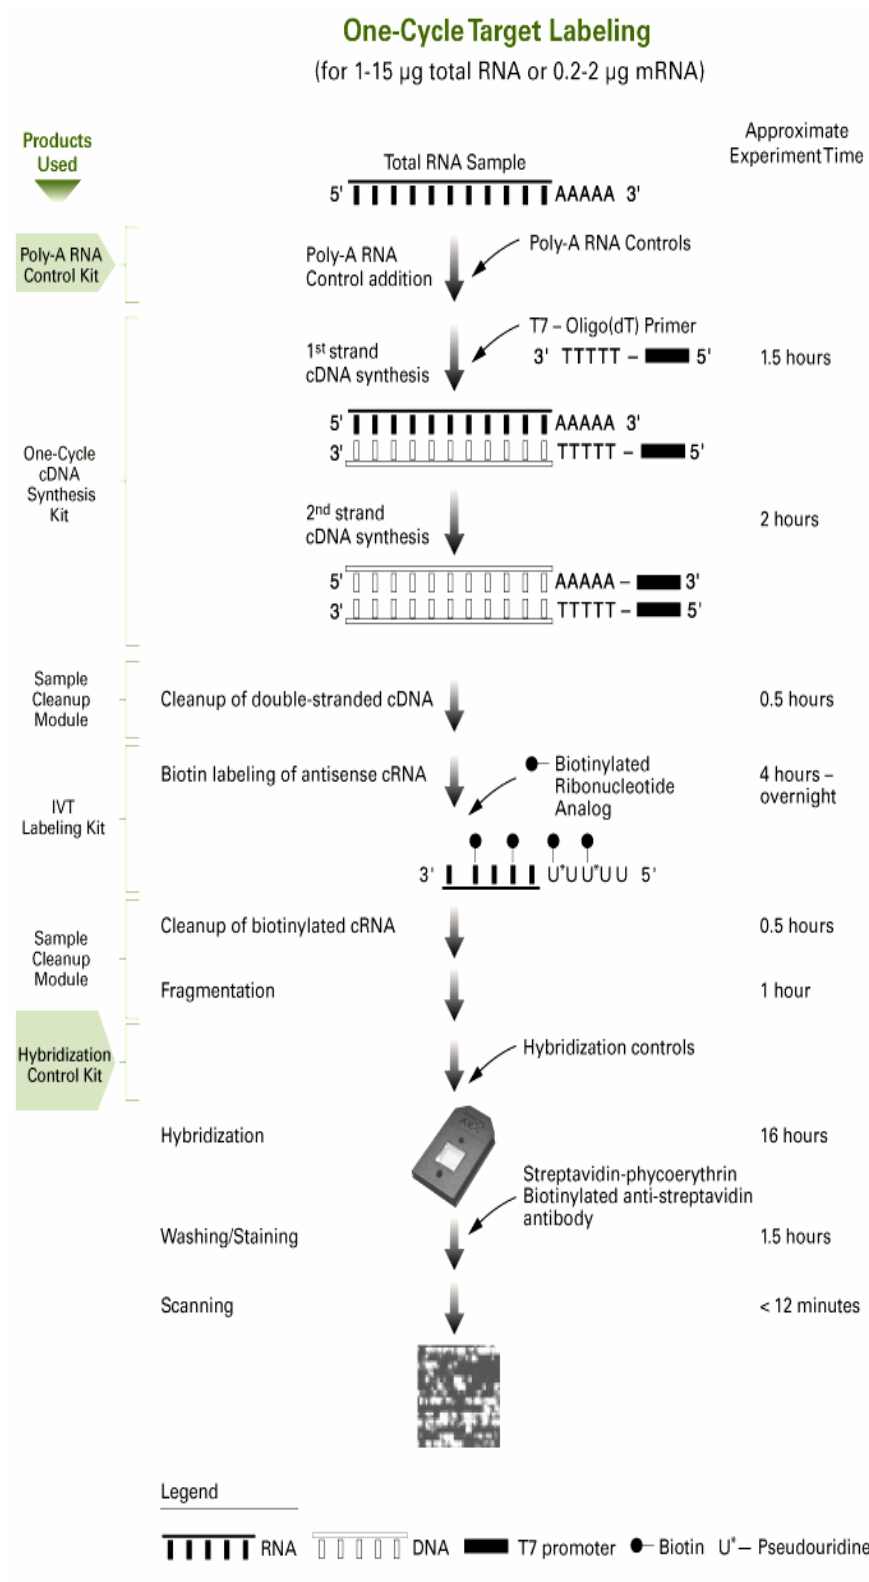 One-Cycle Target Labeling
(for 1-15 µg total RNA or 0.2-2 µg mRNA)
Approximate
Experiment Time
Products
Used
Total RNA Sample
5' AAAAA 3'
Poly-A RNA
Control Kit
Poly-A RNA
Control addition
Poly-A RNA Controls
T7 – Oligo(dT) Primer
3' TTTTT – 5'
1st strand
cDNA synthesis
1.5 hours
5' AAAAA 3'
3' TTTTT – 5'
One-Cycle
cDNA
Synthesis
Kit
2nd strand
cDNA synthesis
2 hours
5' AAAAA – 3'
3' TTTTT – 5'
Sample
Cleanup
Module
Cleanup of double-stranded cDNA
0.5 hours
IVT
Labeling Kit
Biotin labeling of antisense cRNA
Biotinylated
Ribonucleotide
Analog
4 hours –
overnight
3' U*UU*UU 5'
Sample
Cleanup
Module
Cleanup of biotinylated cRNA
0.5 hours
Fragmentation
1 hour
Hybridization
Control Kit
Hybridization controls
Hybridization
16 hours
Streptavidin-phycoerythrin
Biotinylated anti-streptavidin
antibody
Washing/Staining
1.5 hours
Scanning
< 12 minutes
Legend
RNA DNA T7 promoter Biotin U*– Pseudouridine